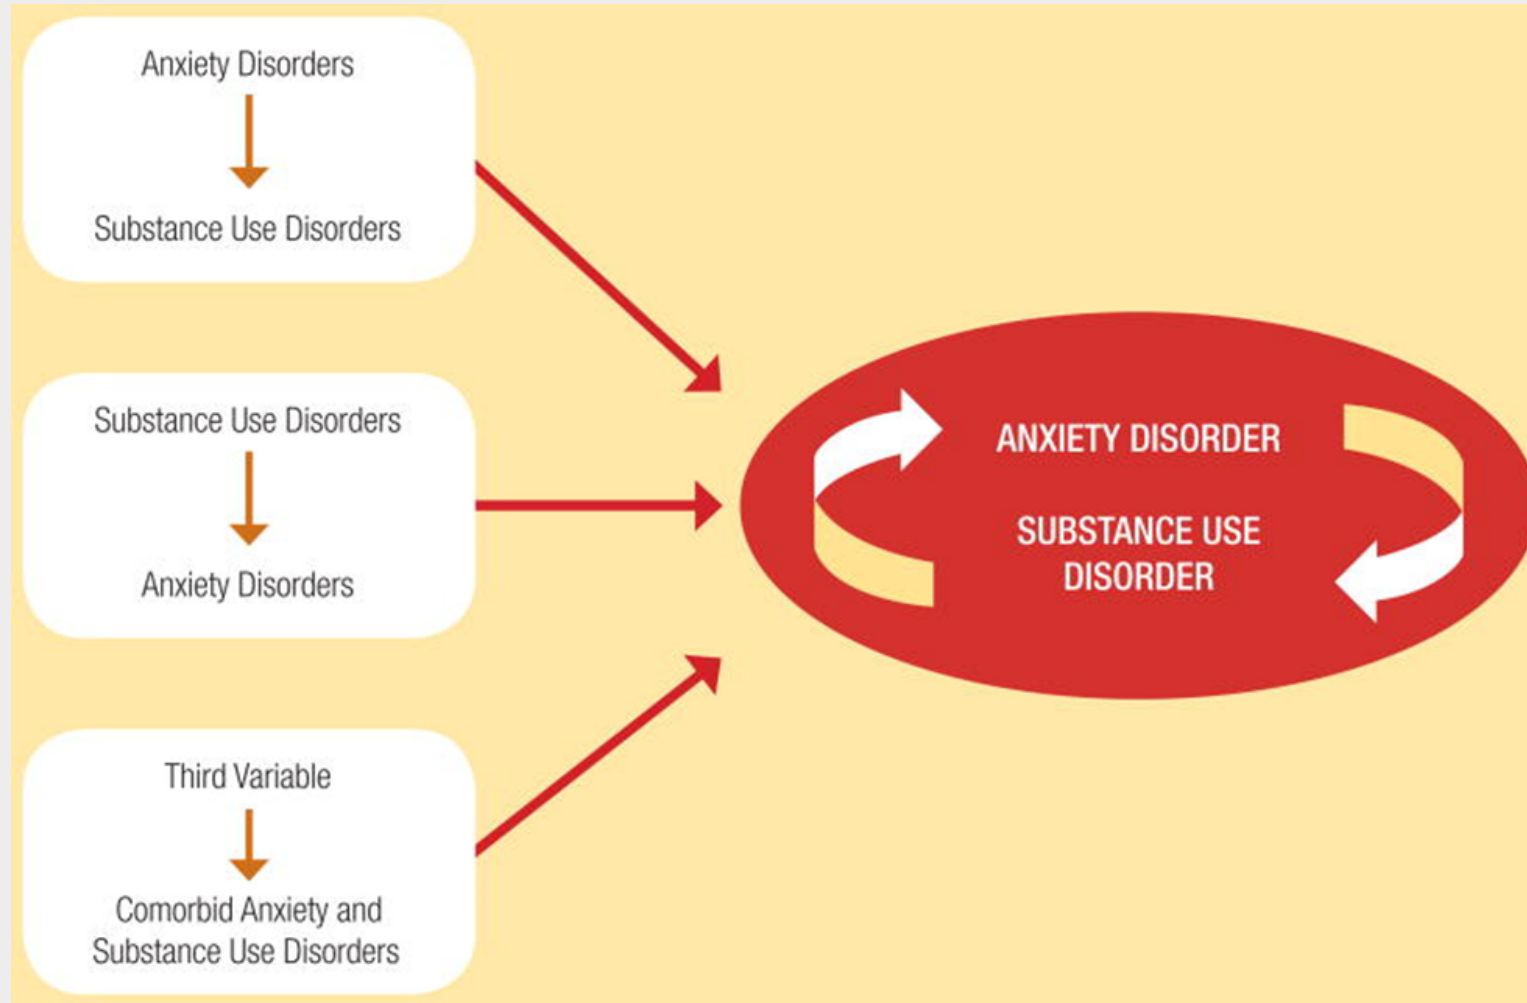 Anxiety Disorders
Substance Use Disorders
Substance Use Disorders
Anxiety Disorders
Third Variable
Comorbid Anxiety and
Substance Use Disorders
ANXIETY DISORDER
SUBSTANCE USE
DISORDER